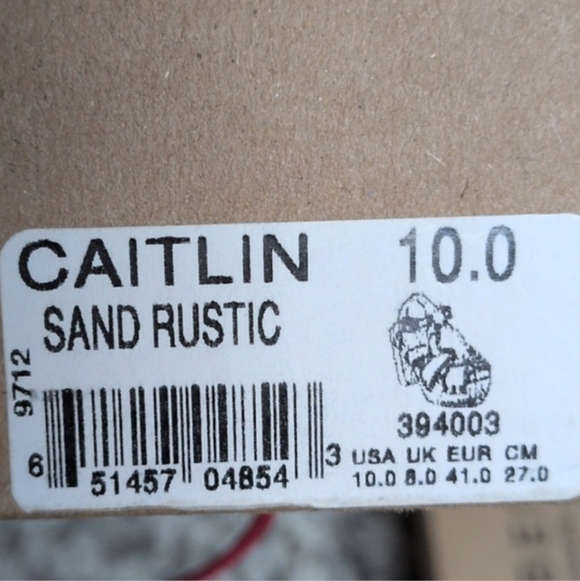 CAITLIN 10.0
SAND RUSTIC
9712
394003
6 51457 04854 3
USA UK EUR CM
10.0 8.0 41.0 27.0